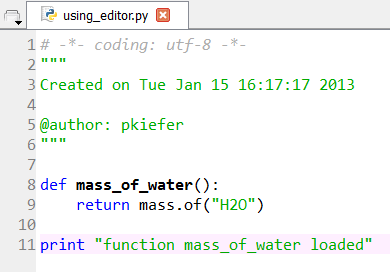 using_editor.py
1 # -*- coding: utf-8 -*-
2 """
3 Created on Tue Jan 15 16:17:17 2013
4
5 @author: pkiefer
6 """
7
8 def mass_of_water():
9     return mass.of("H2O")
10
11 print "function mass_of_water loaded"